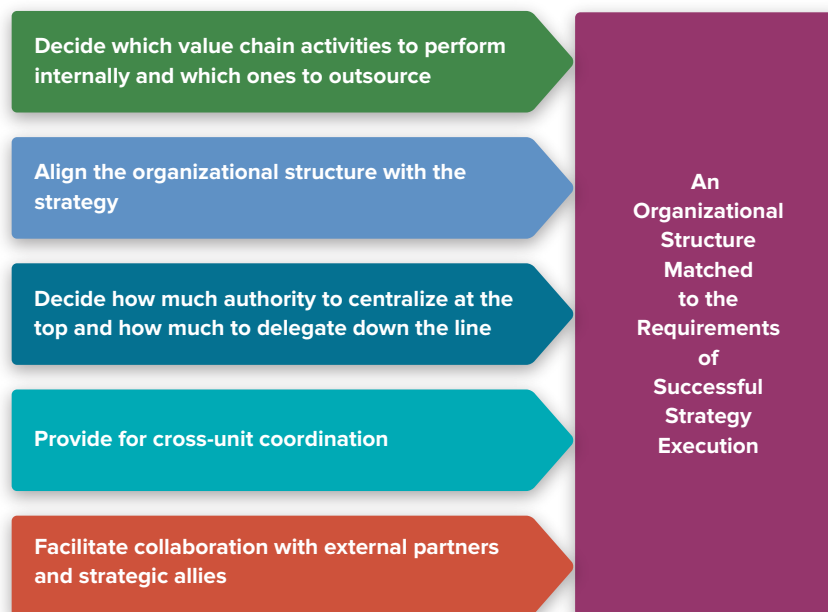 Decide which value chain activities to perform
internally and which ones to outsource
Align the organizational structure with the
strategy
Decide how much authority to centralize at the
top and how much to delegate down the line
Provide for cross-unit coordination
Facilitate collaboration with external partners
and strategic allies
An
Organizational
Structure
Matched
to the
Requirements
of
Successful
Strategy
Execution